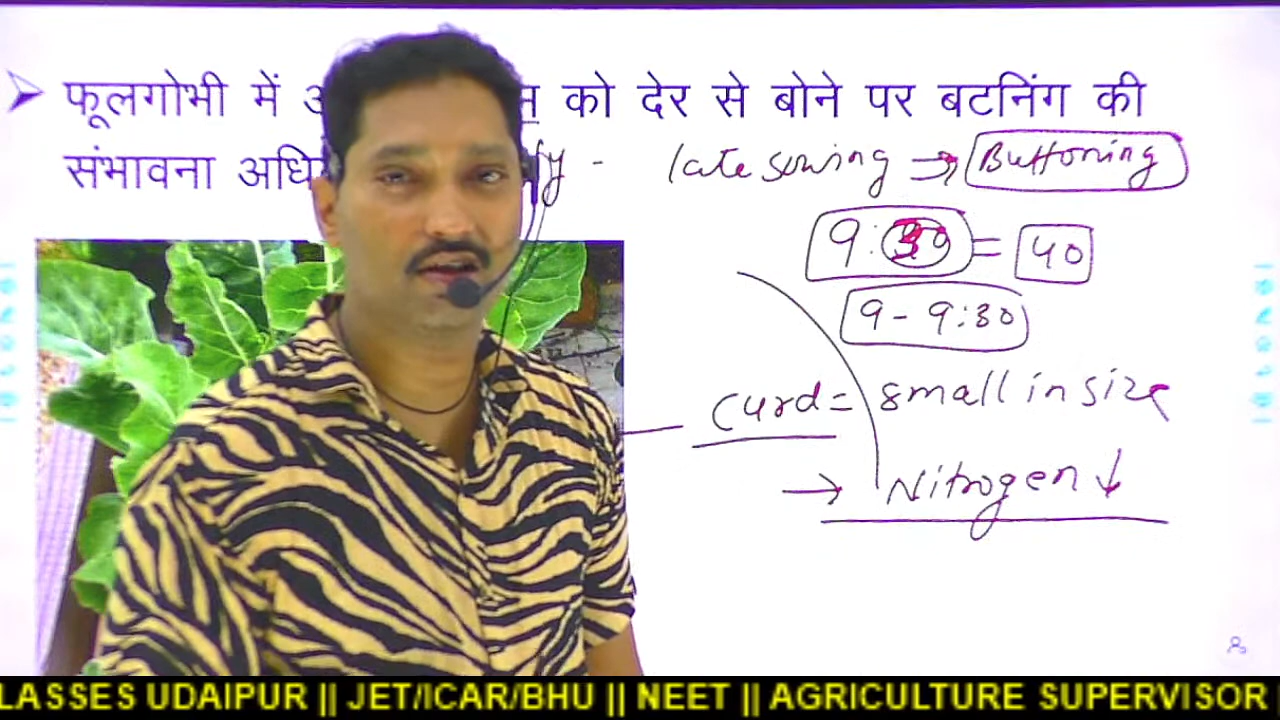 फूलगोभी में को देर से बोने पर बटनिंग की
संभावना
late sowing → Buttoning
9:30 = 40
9 - 9:30
Curd = small in size
→ Nitrogen ↓
LASSES UDAIPUR || JET/ICAR/BHU || NEET || AGRICULTURE SUPERVISOR